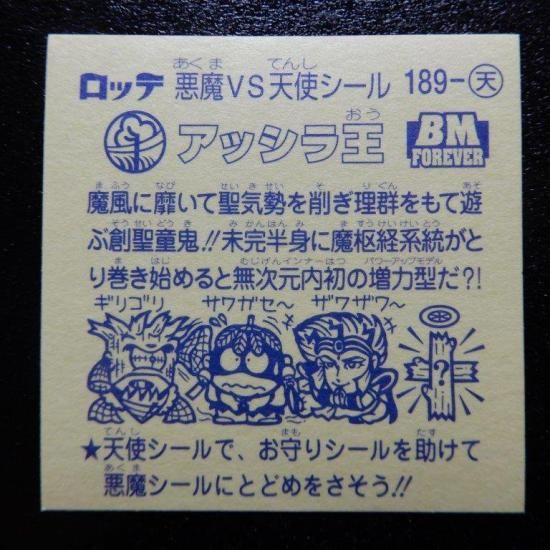 ロッテ 悪魔VS天使シール 189-天
アッシラ王
BM FOREVER
魔風に靡いて聖気勢を削ぎ理群をもて遊
ぶ創聖童鬼!!未完半身に魔枢経系統がと
り巻き始めると無次元内初の増力型だ?!
ギリゴリ サワガセ〜 ザワザワ〜
?
★天使シールで、お守りシールを助けて
悪魔シールにとどめをさそう!!